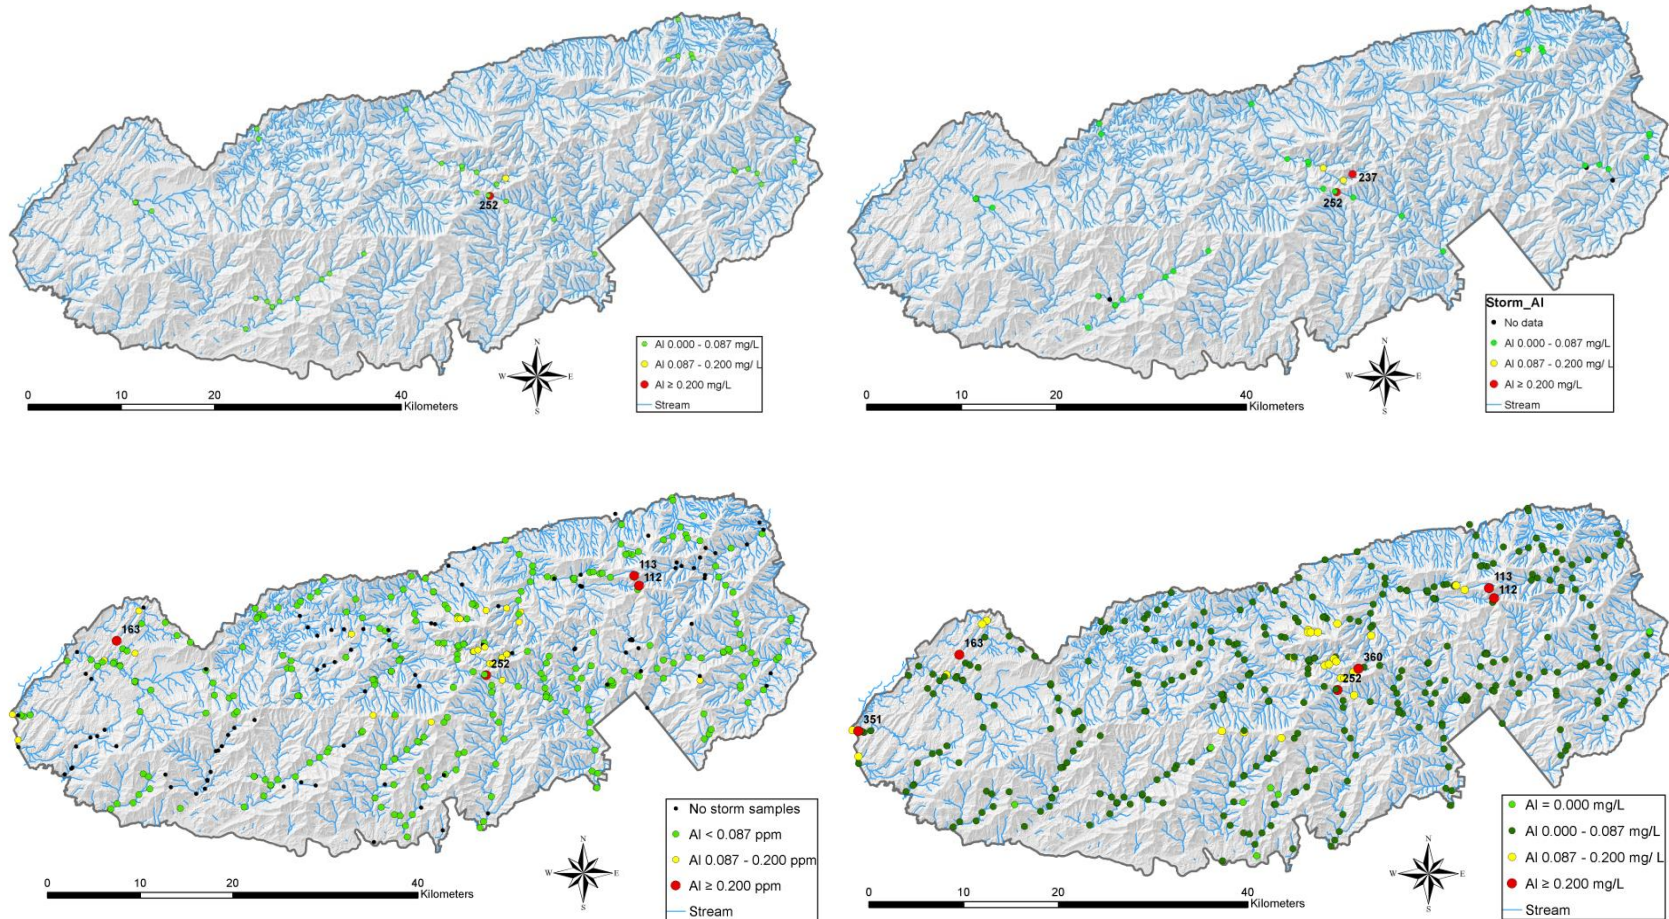 252
Al 0.000 - 0.087 mg/L
Al 0.087 - 0.200 mg/ L
Al ≥ 0.200 mg/L
Stream
N
W E
S
0 10 20 40
Kilometers
237
252
Storm_Al
No data
Al 0.000 - 0.087 mg/L
Al 0.087 - 0.200 mg/L
Al ≥ 0.200 mg/L
Stream
N
W E
S
0 10 20 40
Kilometers
113
112
163
252
No storm samples
Al < 0.087 ppm
Al 0.087 - 0.200 ppm
Al ≥ 0.200 ppm
Stream
N
W E
S
0 10 20 40
Kilometers
113
112
163
360
252
351
Al = 0.000 mg/L
Al 0.000 - 0.087 mg/L
Al 0.087 - 0.200 mg/ L
Al ≥ 0.200 mg/L
Stream
N
W E
S
0 10 20 40
Kilometers